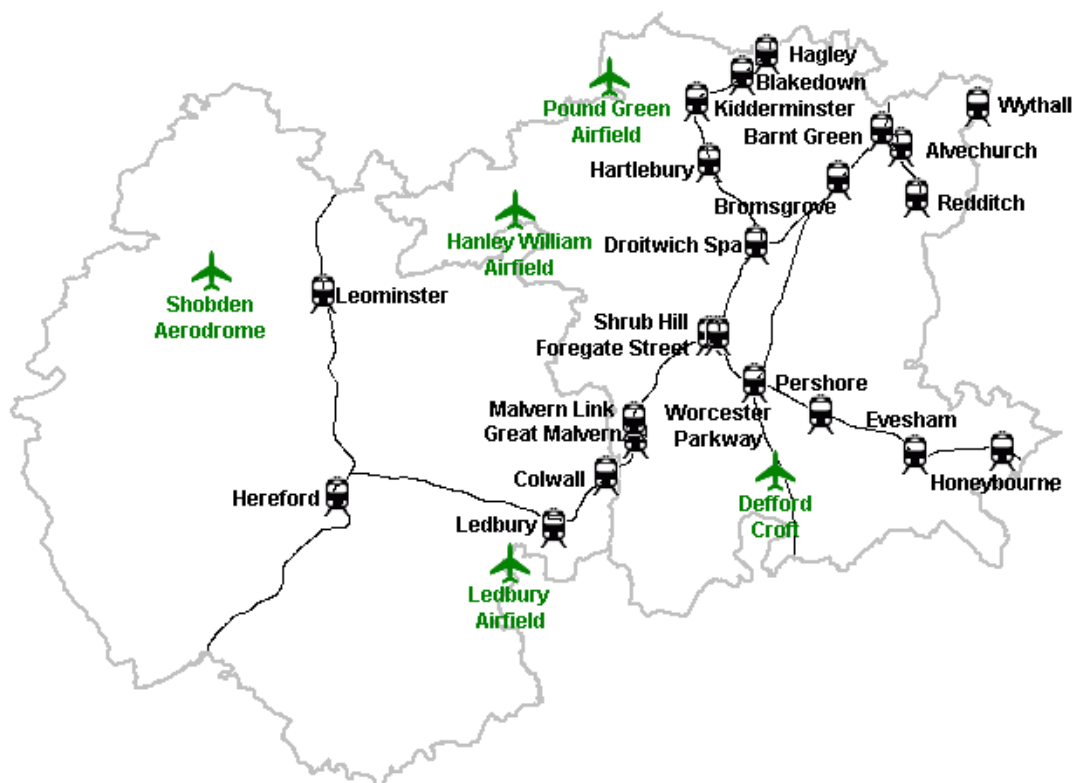 Hagley
Blakedown
Pound Green
Airfield
Kidderminster
Wythall
Barnt Green
Alvechurch
Hartlebury
Redditch
Bromsgrove
Hanley William
Airfield
Droitwich Spa
Shobden
Aerodrome
Leominster
Shrub Hill
Foregate Street
Pershore
Malvern Link
Great Malvern
Worcester
Parkway
Evesham
Colwall
Honeybourne
Hereford
Ledbury
Defford
Croft
Ledbury
Airfield